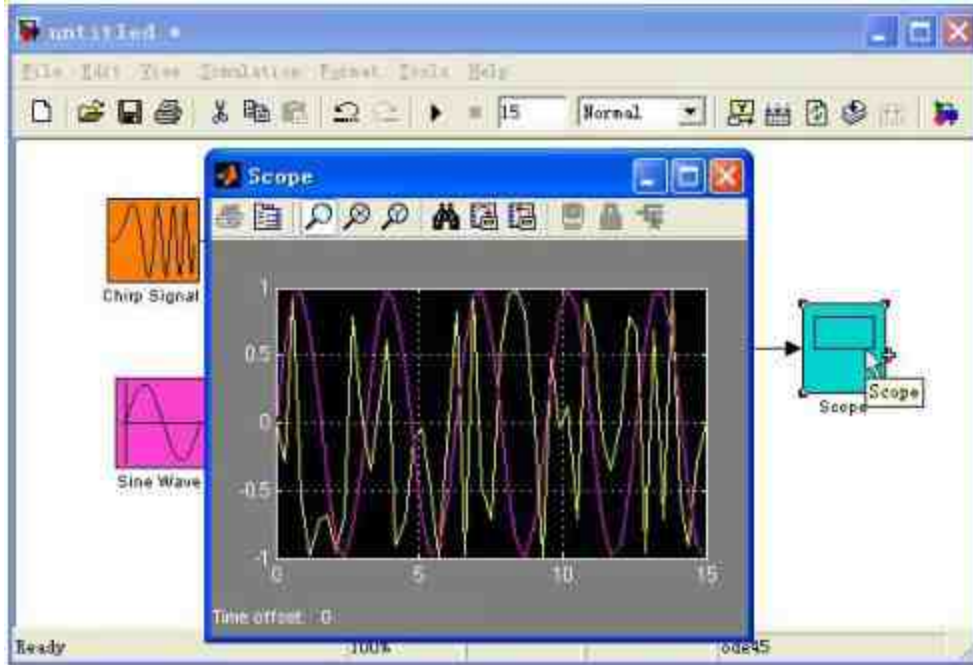 untitled *
File Edit View Simulation Format Tools Help
15 Normal
Scope
Chirp Signal
Sine Wave
1
0.5
0
-0.5
-1
0 5 10 15
Time offset: 0
Scope
Scope
Ready 100% ode45